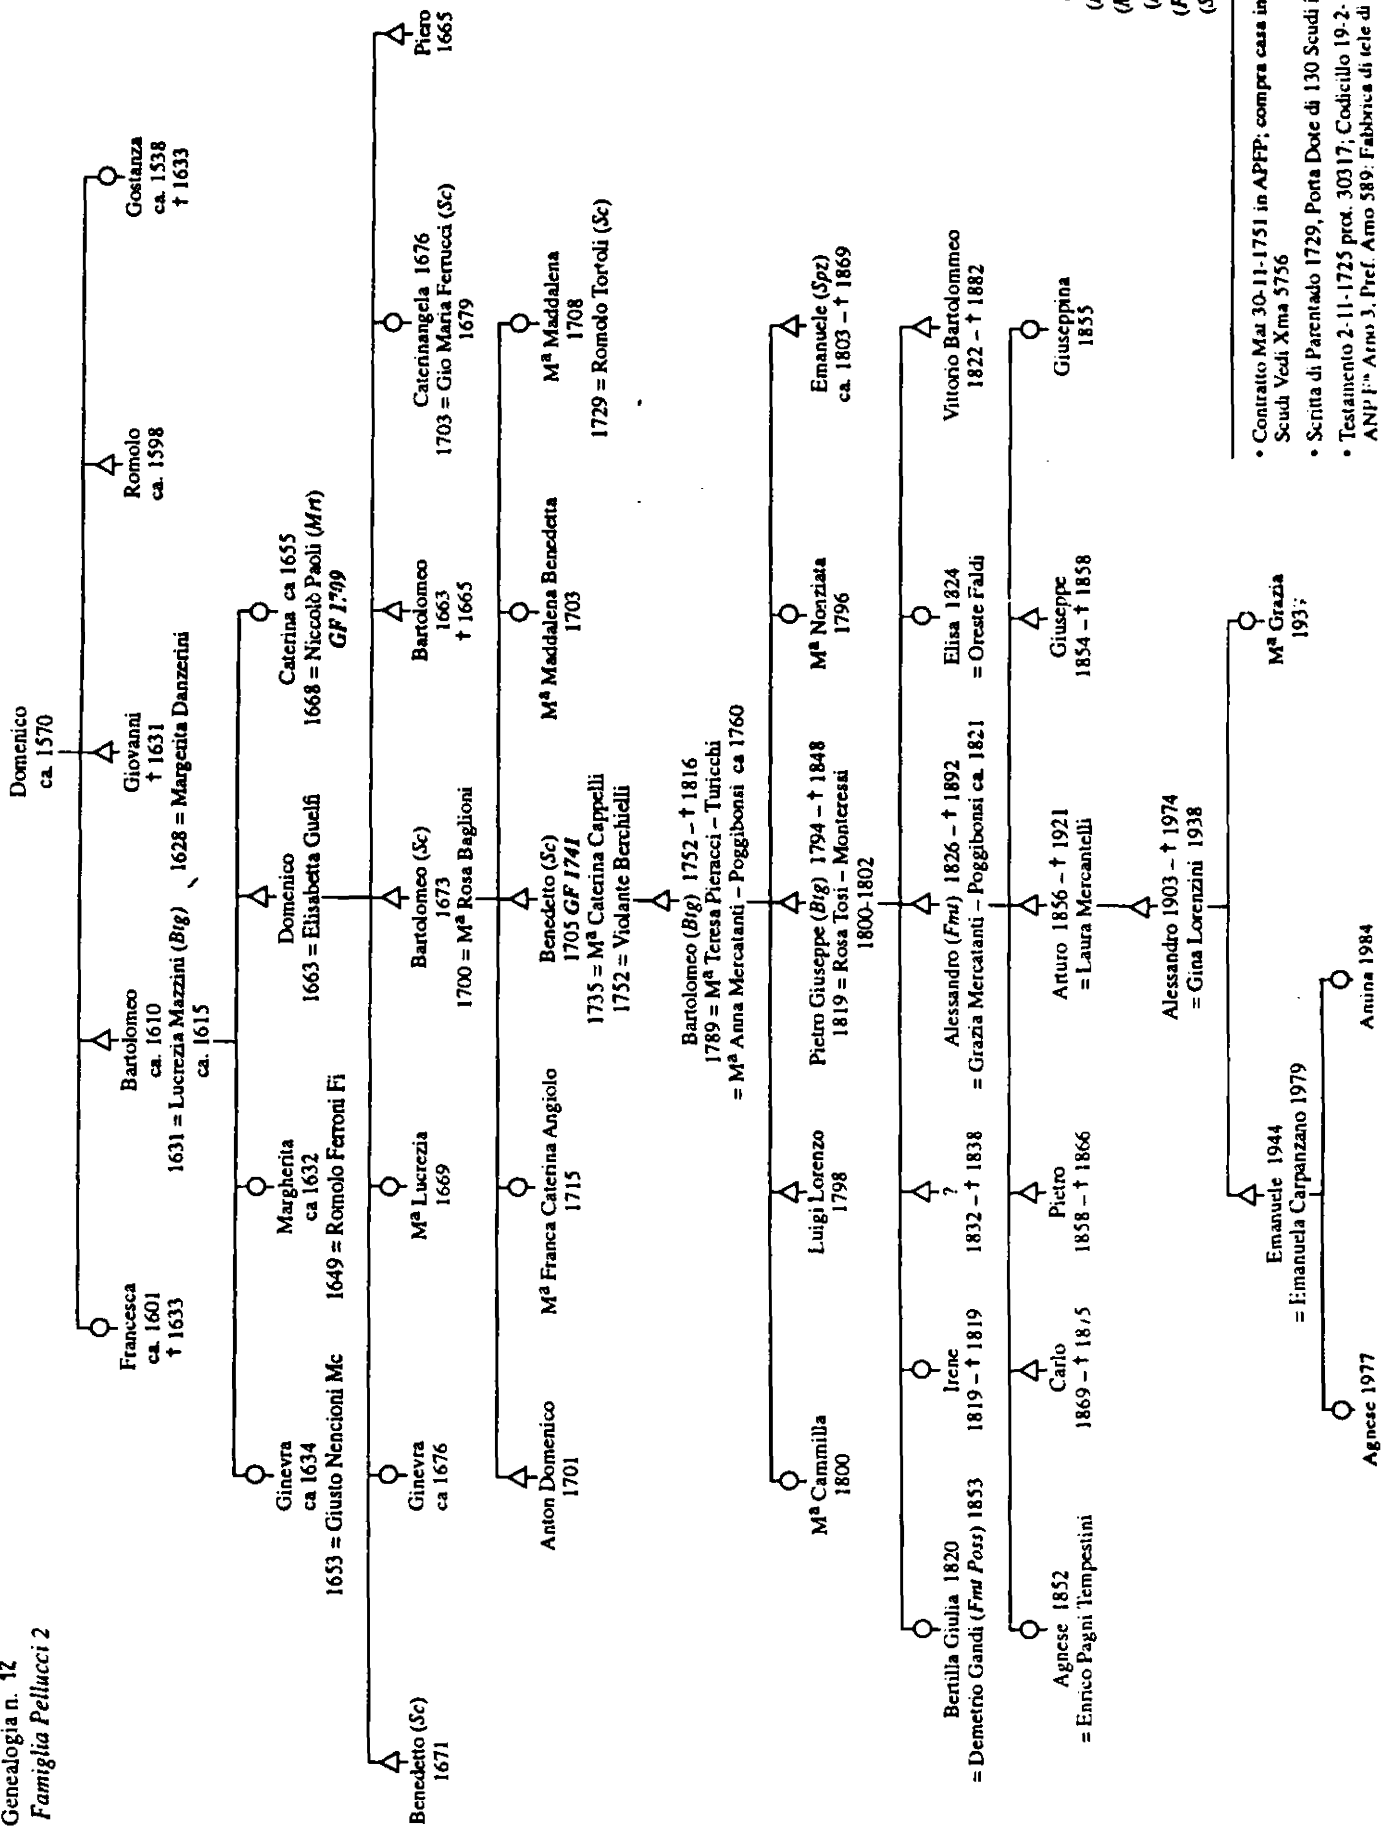 Genealogia n. 12
Famiglia Pellucci 2
Domenico
ca. 1570
Francesca
ca. 1601
† 1633
Bartolomeo
ca. 1610
1631 = Lucrezia Mazzini (Btg)
ca. 1615
Giovanni
† 1631
1628 = Margerita Danzerini
Romolo
ca. 1598
Gostanza
ca. 1538
† 1633
Ginevra
ca 1634
1653 = Giusto Nencioni Mc
Margherita
ca 1632
1649 = Romolo Ferroni Fi
Domenico
1663 = Elisabetta Guelfi
Caterina ca 1655
1668 = Niccolò Paoli (Mrt)
GF 1709
Benedetto (Sc)
1671
Ginevra
ca 1676
Mª Lucrezia
1669
Bartolomeo (Sc)
1673
1700 = Mª Rosa Baglioni
Bartolomeo
1663
† 1665
Caterinangela 1676
1703 = Gio Maria Ferrucci (Sc)
1679
Piero
1665
Anton Domenico
1701
Mª Franca Caterina Angiolo
1715
Benedetto (Sc)
1705 GF 1741
1735 = Mª Caterina Cappelli
1752 = Violante Berchielli
Mª Maddalena Benedetta
1703
Mª Maddalena
1708
1729 = Romolo Tortoli (Sc)
Bartolomeo (Btg) 1752 – † 1816
1789 = Mª Teresa Pieracci – Turicchi
= Mª Anna Mercatanti – Poggibonsi ca 1760
Mª Cammilla
1800
Luigi Lorenzo
1798
Pietro Giuseppe (Btg) 1794 – † 1848
1819 = Rosa Tosi – Monteressi
1800-1802
Mª Nonziata
1796
Emanuele (Spz)
ca. 1803 – † 1869
Bertilla Giulia 1820
= Demetrio Gandi (Fmt Poss) 1853
Irene
1819 – † 1819
?
1832 – † 1838
Alessandro (Fmt) 1826 – † 1892
= Grazia Mercatanti – Poggibonsi ca. 1821
Elisa 1824
= Oreste Faldi
Vittorio Bartolommeo
1822 – † 1882
Agnese 1852
= Enrico Pagni Tempestini
Carlo
1869 – † 1875
Pietro
1858 – † 1866
Arturo 1856 – † 1921
= Laura Mercantelli
Giuseppe
1854 – † 1858
Giuseppina
1855
Alessandro 1903 – † 1974
= Gina Lorenzini 1938
Emanuele 1944
= Emanuela Carpanzano 1979
Mª Grazia
Agnese 1977
Anina 1984
• Contratto Mat 30-11-1751 in APFP; compra casa in
Scudi Vedi Xma 5756
• Scritta di Parentado 1729, Porta Dote di 130 Scudi i
• Testamento 2-11-1725 prot. 30317; Codicillo 19-2-
Arno 3, Pref. Arno 589: Fabbrica di tele di